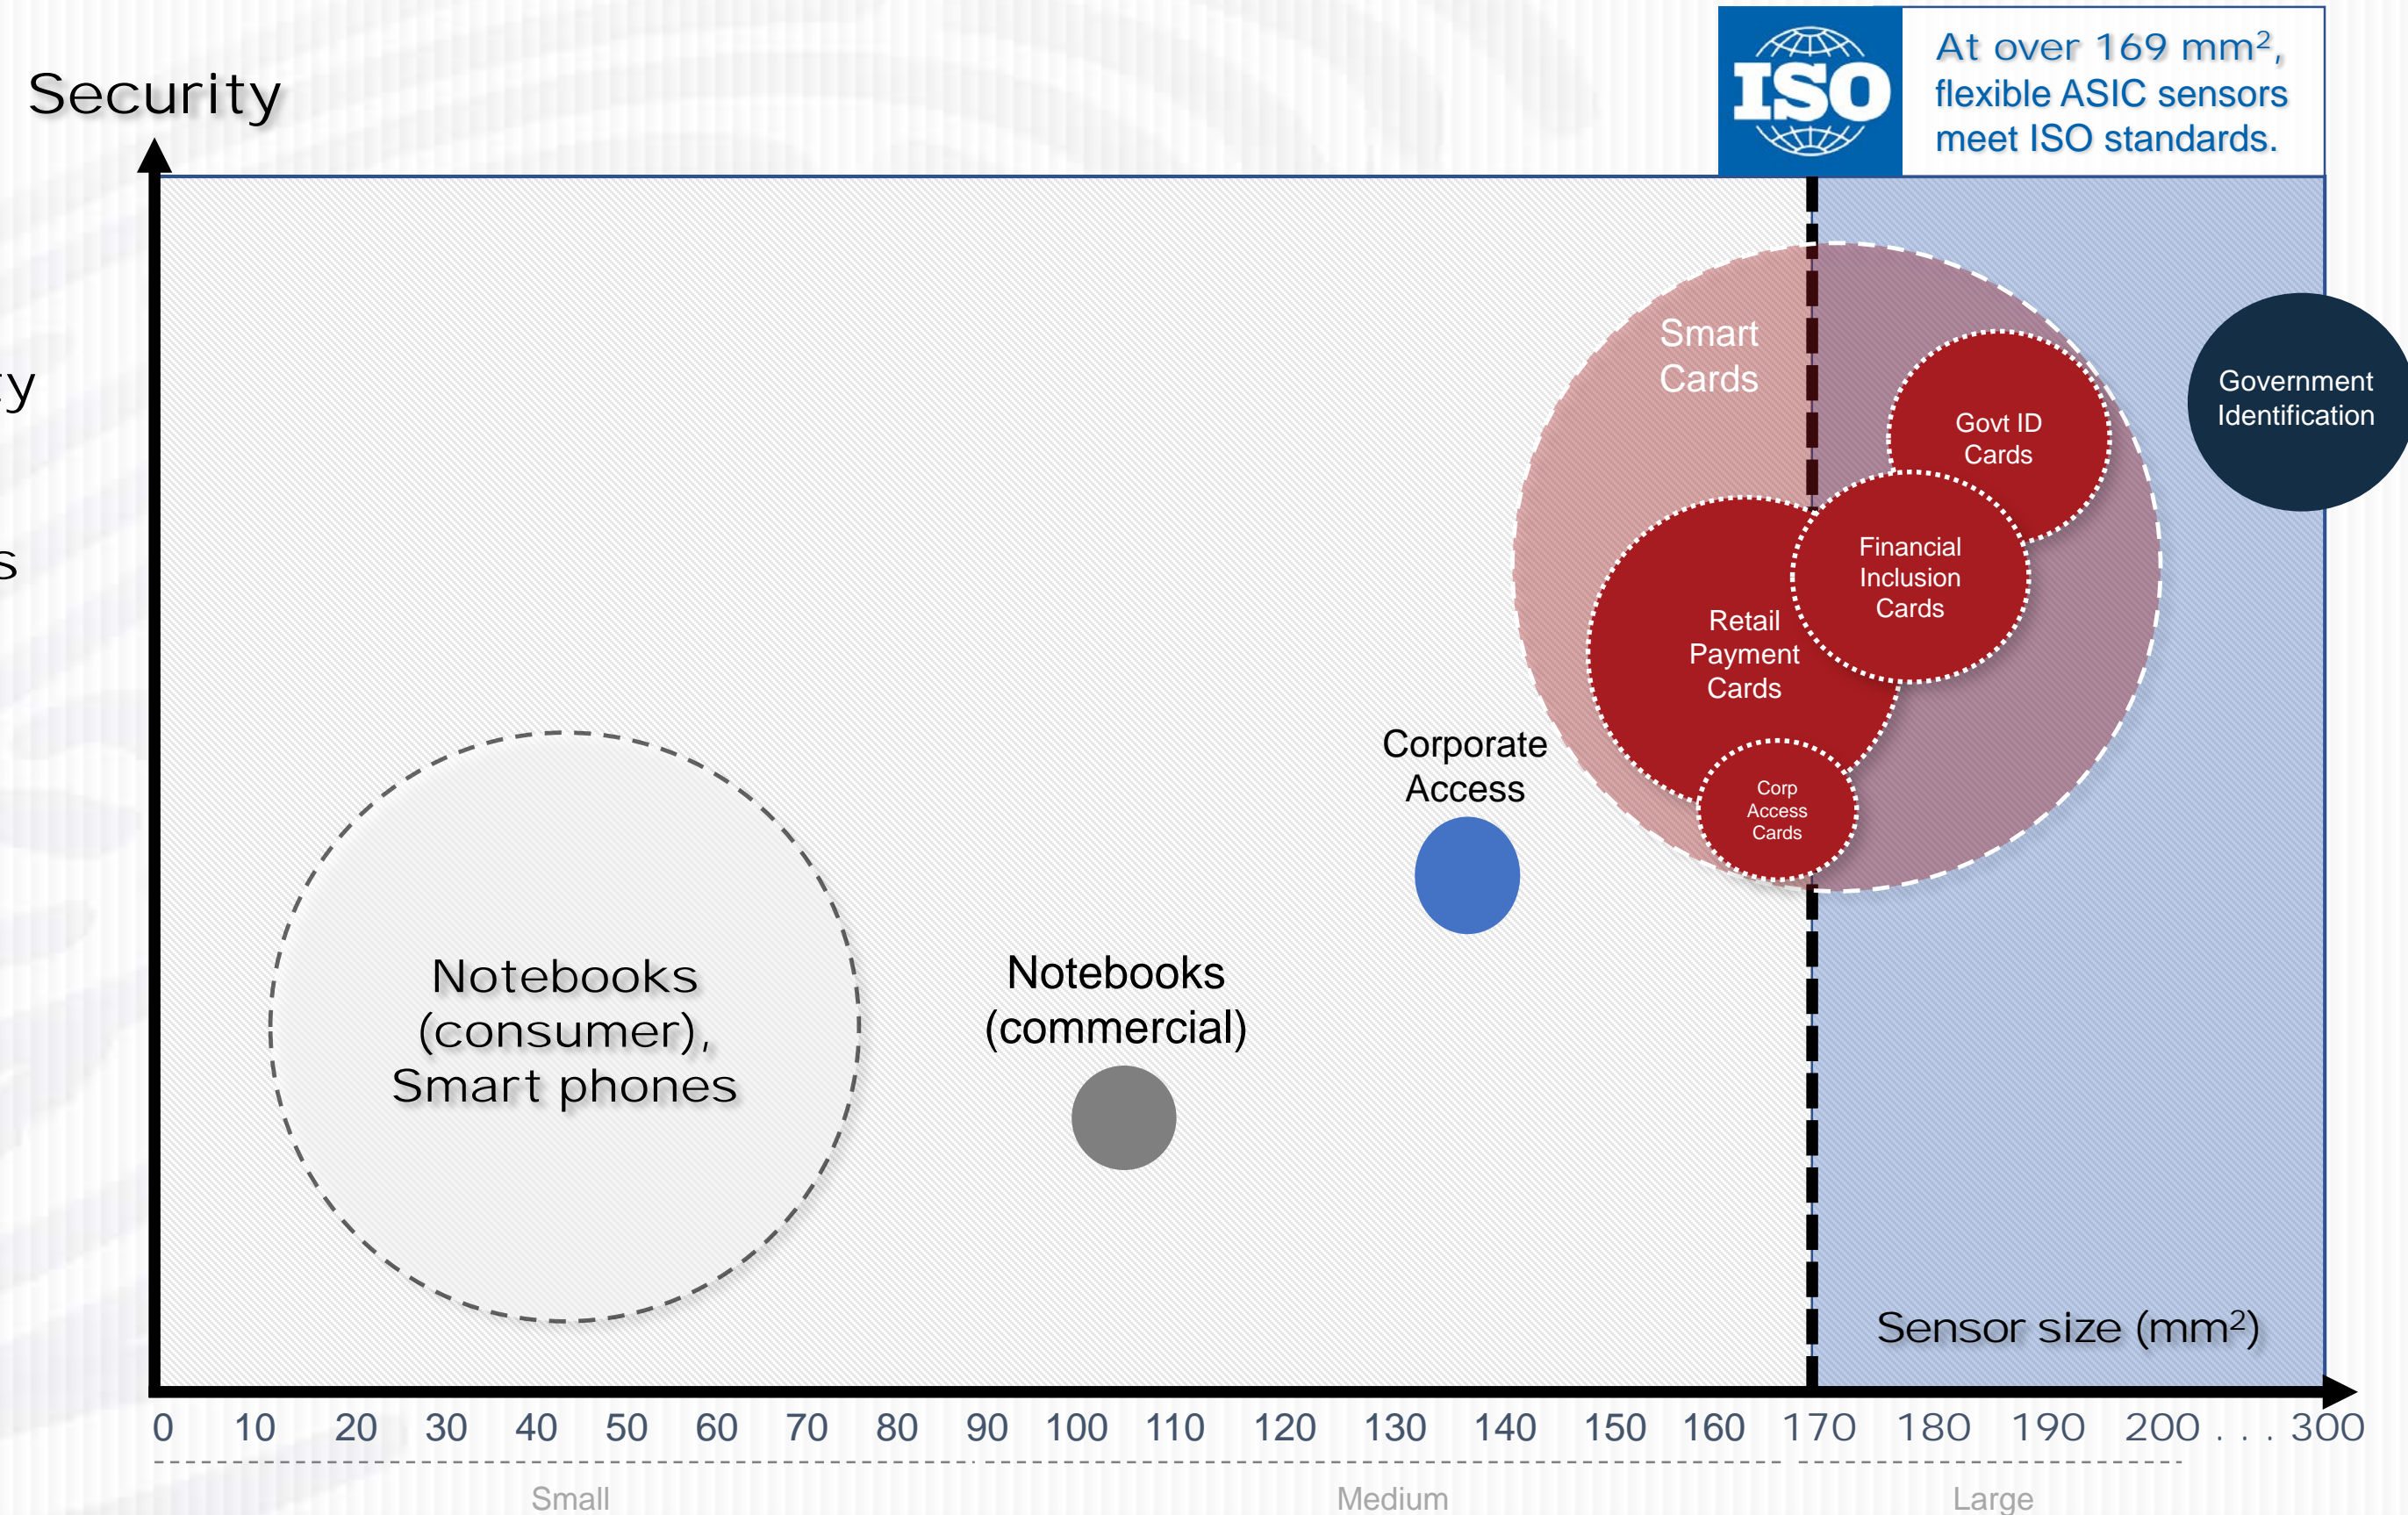 ISO
At over 169 mm²,
flexible ASIC sensors
meet ISO standards.
Security
Smart
Cards
Govt ID
Cards
Government
Identification
Financial
Inclusion
Cards
Retail
Payment
Cards
Corporate
Access
Corp
Access
Cards
Notebooks
(consumer),
Smart phones
Notebooks
(commercial)
Sensor size (mm²)
0 10 20 30 40 50 60 70 80 90 100 110 120 130 140 150 160 170 180 190 200 . . . 300
Small Medium Large